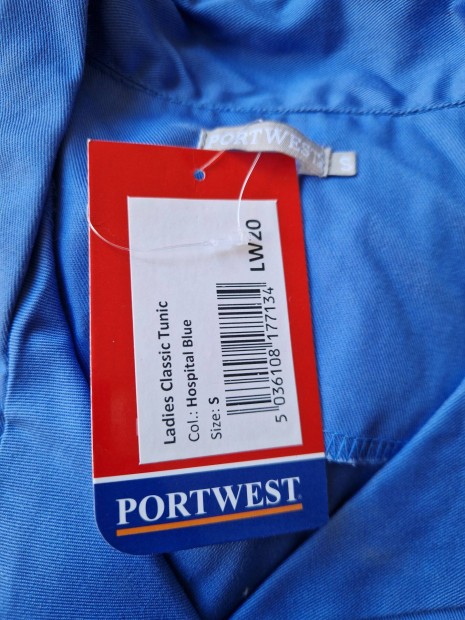 PORTWEST
S
Ladies Classic Tunic
Col.: Hospital Blue
Size: S
LW20
5 036108 177134
PORTWEST